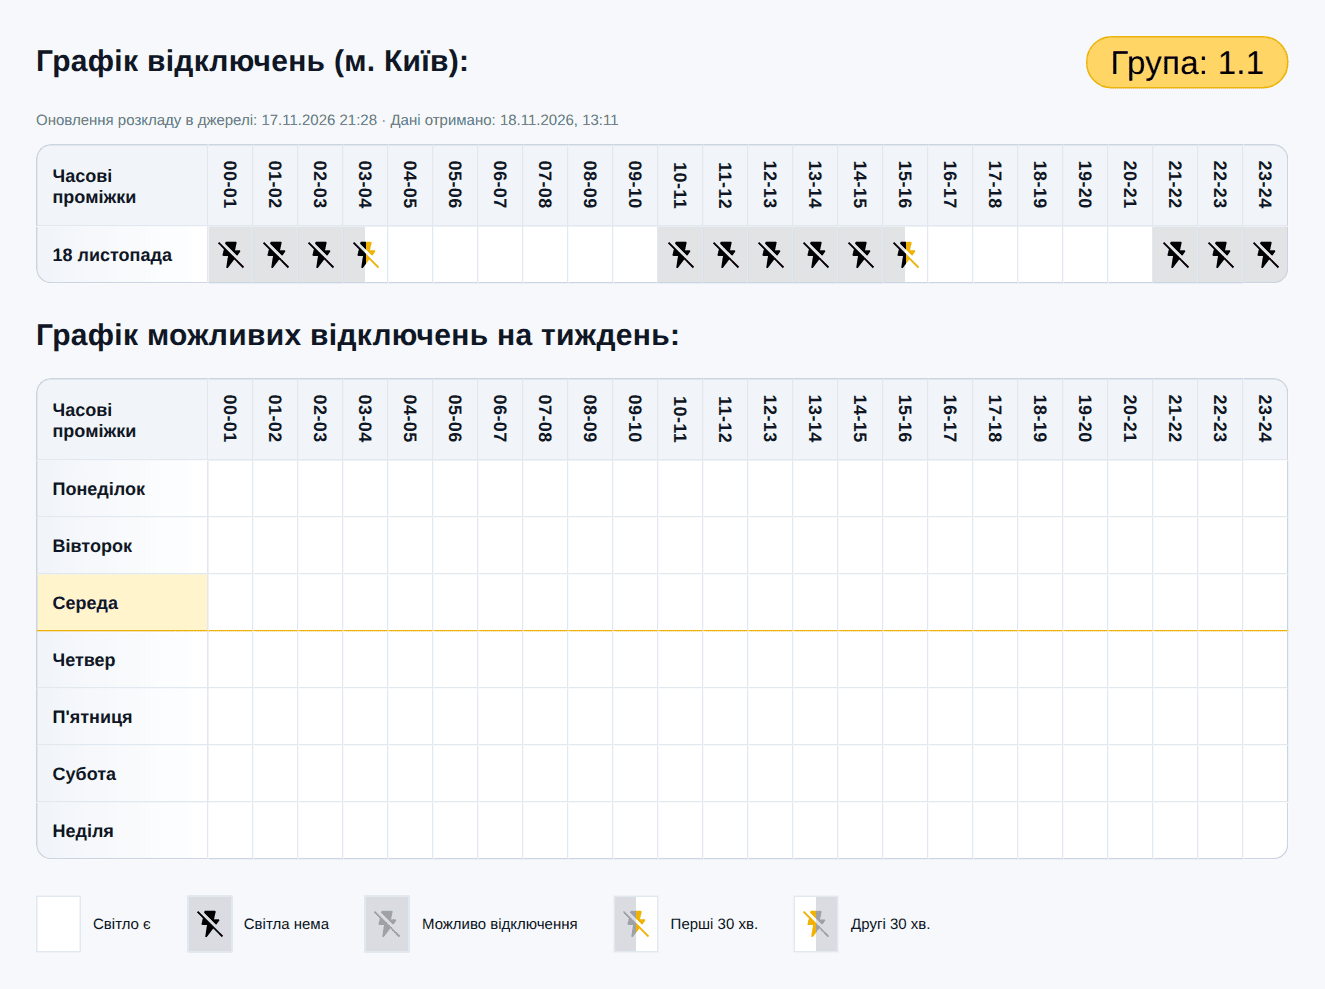 Графік відключень (м. Київ):
Група: 1.1
Оновлення розкладу в джерелі: 17.11.2026 21:28 · Дані отримано: 18.11.2026, 13:11
Часові проміжки 00-01 01-02 02-03 03-04 04-05 05-06 06-07 07-08 08-09 09-10 10-11 11-12 12-13 13-14 14-15 15-16 16-17 17-18 18-19 19-20 20-21 21-22 22-23 23-24
18 листопада
Графік можливих відключень на тиждень:
Часові проміжки 00-01 01-02 02-03 03-04 04-05 05-06 06-07 07-08 08-09 09-10 10-11 11-12 12-13 13-14 14-15 15-16 16-17 17-18 18-19 19-20 20-21 21-22 22-23 23-24
Понеділок
Вівторок
Середа
Четвер
П'ятниця
Субота
Неділя
Світло є Світла нема Можливо відключення Перші 30 хв. Другі 30 хв.